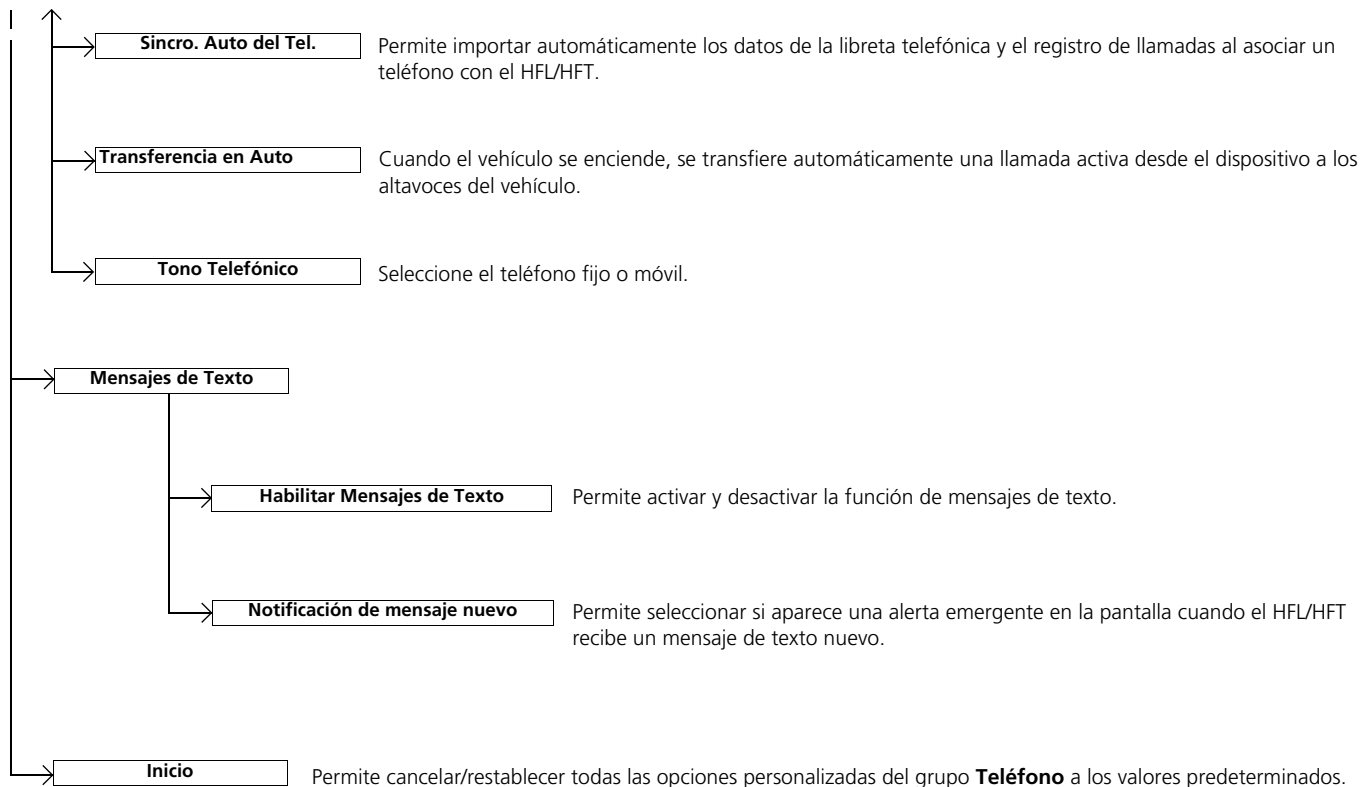 Sincro. Auto del Tel.
Permite importar automáticamente los datos de la libreta telefónica y el registro de llamadas al asociar un
teléfono con el HFL/HFT.
Transferencia en Auto
Cuando el vehículo se enciende, se transfiere automáticamente una llamada activa desde el dispositivo a los
altavoces del vehículo.
Tono Telefónico
Seleccione el teléfono fijo o móvil.
Mensajes de Texto
Habilitar Mensajes de Texto
Permite activar y desactivar la función de mensajes de texto.
Notificación de mensaje nuevo
Permite seleccionar si aparece una alerta emergente en la pantalla cuando el HFL/HFT
recibe un mensaje de texto nuevo.
Inicio
Permite cancelar/restablecer todas las opciones personalizadas del grupo Teléfono a los valores predeterminados.